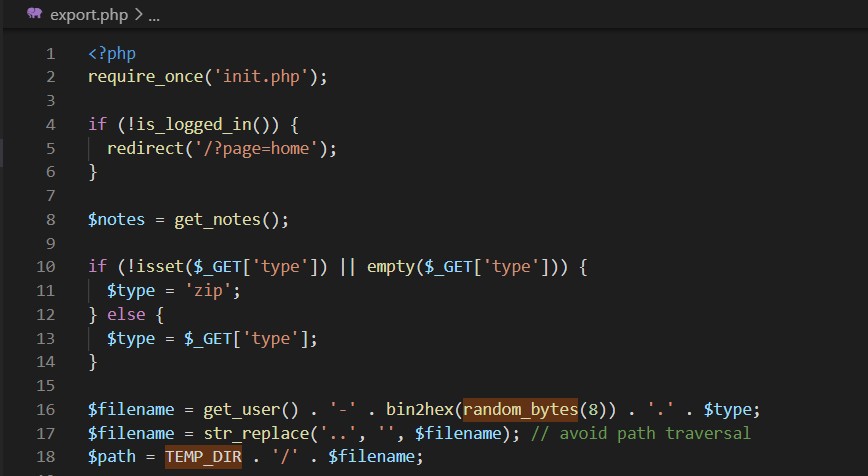 export.php > ...
1 <?php
2 require_once('init.php');
3
4 if (!is_logged_in()) {
5   redirect('/?page=home');
6 }
7
8 $notes = get_notes();
9
10 if (!isset($_GET['type']) || empty($_GET['type'])) {
11   $type = 'zip';
12 } else {
13   $type = $_GET['type'];
14 }
15
16 $filename = get_user() . '-' . bin2hex(random_bytes(8)) . '.' . $type;
17 $filename = str_replace('..', '', $filename); // avoid path traversal
18 $path = TEMP_DIR . '/' . $filename;